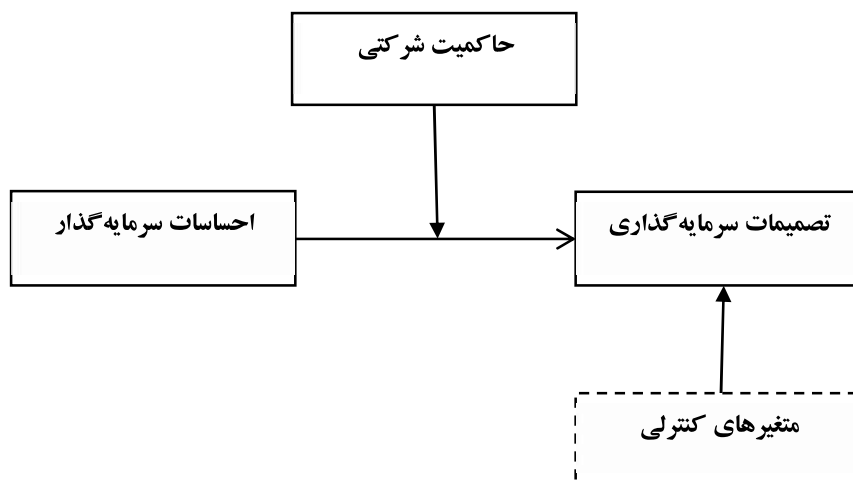 حاکمیت شرکتی
احساسات سرمایه‌گذار
تصمیمات سرمایه‌گذاری
متغیرهای کنترلی